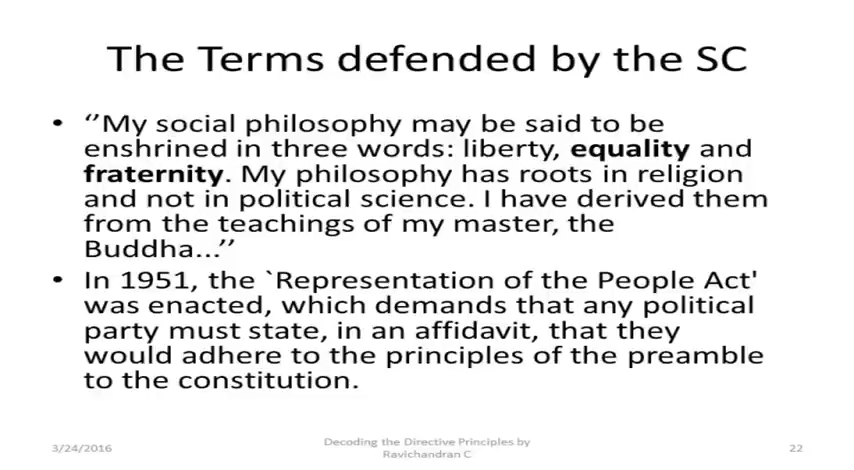 The Terms defended by the SC
• ‘’My social philosophy may be said to be
enshrined in three words: liberty, equality and
fraternity. My philosophy has roots in religion
and not in political science. I have derived them
from the teachings of my master, the
Buddha...’’
• In 1951, the `Representation of the People Act'
was enacted, which demands that any political
party must state, in an affidavit, that they
would adhere to the principles of the preamble
to the constitution.
3/24/2016
Decoding the Directive Principles by
Ravichandran C
22